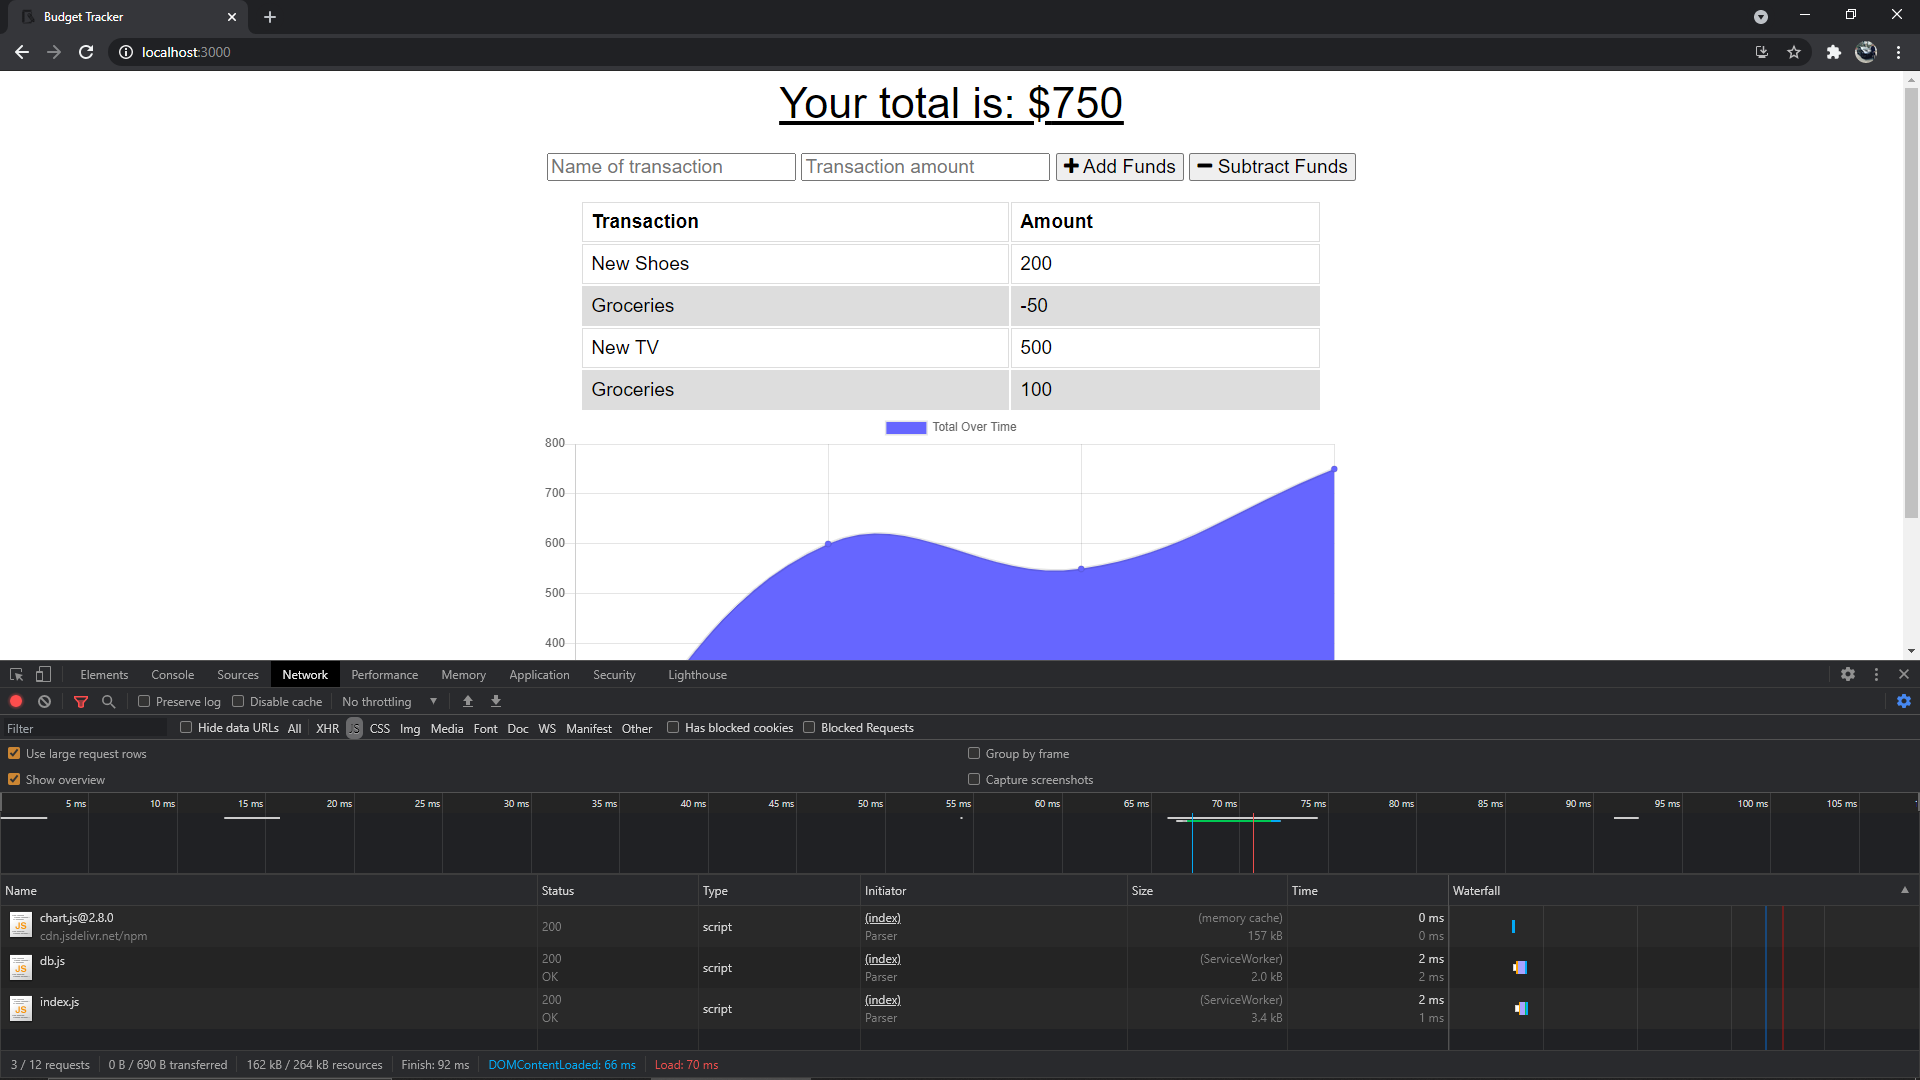 Budget Tracker
localhost:3000
Your total is: $750
Name of transaction Transaction amount Add Funds Subtract Funds
Transaction Amount
New Shoes 200
Groceries -50
New TV 500
Groceries 100
Total Over Time
800
700
600
500
400
Elements Console Sources Network Performance Memory Application Security Lighthouse
Preserve log Disable cache No throttling
Filter Hide data URLs All XHR JS CSS Img Media Font Doc WS Manifest Other Has blocked cookies Blocked Requests
Use large request rows Group by frame
Show overview Capture screenshots
5 ms 10 ms 15 ms 20 ms 25 ms 30 ms 35 ms 40 ms 45 ms 50 ms 55 ms 60 ms 65 ms 70 ms 75 ms 80 ms 85 ms 90 ms 95 ms 100 ms 105 ms
Name Status Type Initiator Size Time Waterfall
chart.js@2.8.0 200 script (index) (memory cache) 0 ms
cdn.jsdelivr.net/npm Parser 157 kB 0 ms
db.js 200 script (index) (ServiceWorker) 2 ms
OK Parser 2.0 kB 2 ms
index.js 200 script (index) (ServiceWorker) 2 ms
OK Parser 3.4 kB 1 ms
3 / 12 requests 0 B / 690 B transferred 162 kB / 264 kB resources Finish: 92 ms DOMContentLoaded: 66 ms Load: 70 ms